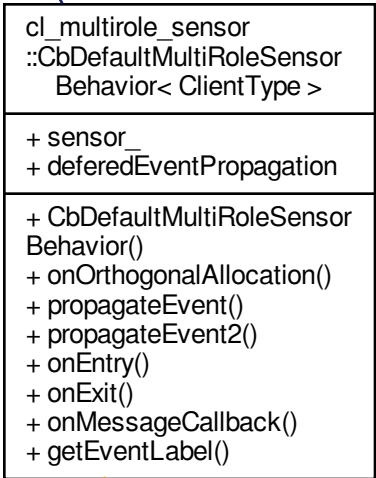 cl_multirole_sensor
::CbDefaultMultiRoleSensor
Behavior< ClientType >
+ sensor_
+ deferedEventPropagation
+ CbDefaultMultiRoleSensor
Behavior()
+ onOrthogonalAllocation()
+ propagateEvent()
+ propagateEvent2()
+ onEntry()
+ onExit()
+ onMessageCallback()
+ getEventLabel()